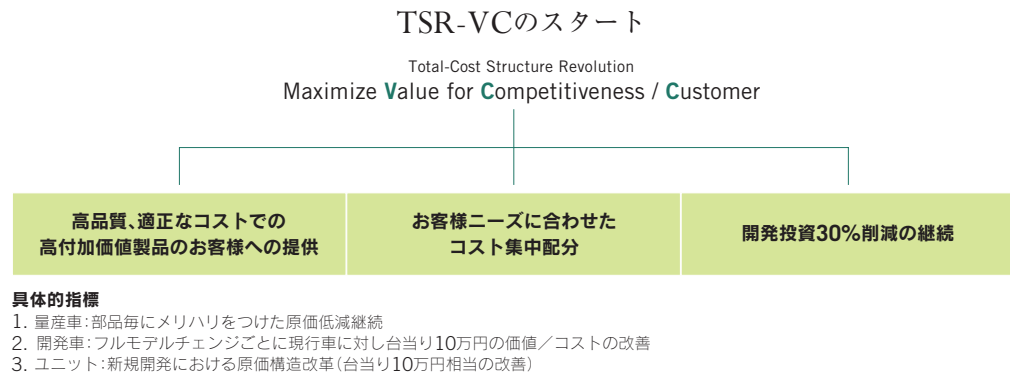 TSR-VCのスタート
Total-Cost Structure Revolution
Maximize Value for Competitiveness / Customer
高品質、適正なコストでの
高付加価値製品のお客様への提供
お客様ニーズに合わせた
コスト集中配分
開発投資30%削減の継続
具体的指標
1. 量産車:部品毎にメリハリをつけた原価低減継続
2. 開発車:フルモデルチェンジごとに現行車に対し台当り10万円の価値／コストの改善
3. ユニット:新規開発における原価構造改革(台当り10万円相当の改善)